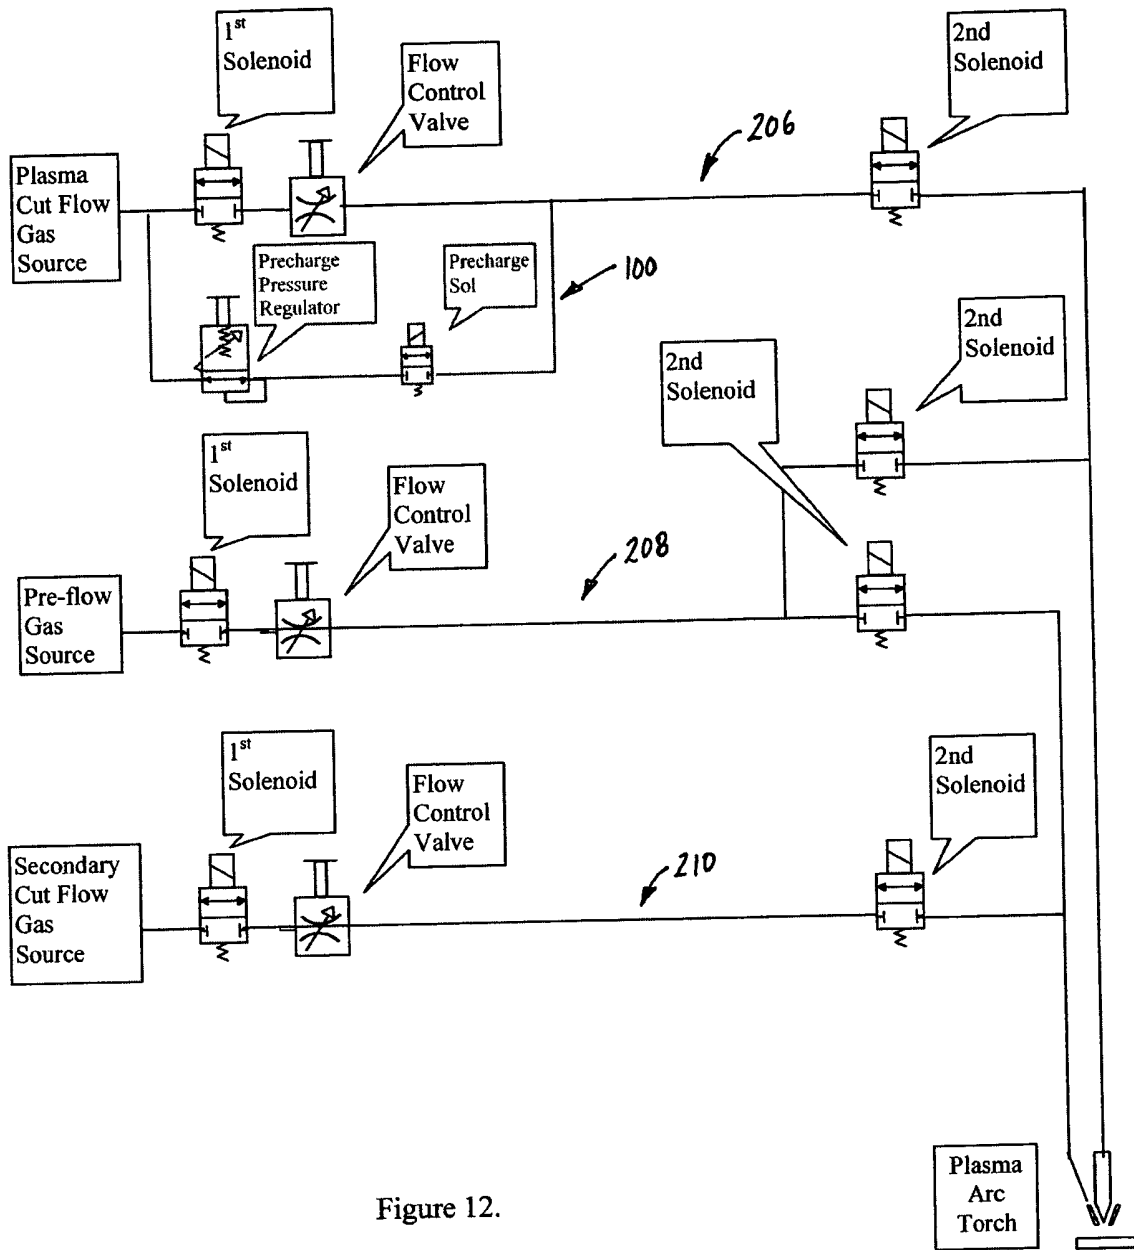 1st
Solenoid
Flow
Control
Valve
2nd
Solenoid
206
Plasma
Cut Flow
Gas
Source
Precharge
Pressure
Regulator
Precharge
Sol
100
2nd
Solenoid
2nd
Solenoid
1st
Solenoid
Flow
Control
Valve
208
Pre-flow
Gas
Source
1st
Solenoid
Flow
Control
Valve
2nd
Solenoid
210
Secondary
Cut Flow
Gas
Source
Plasma
Arc
Torch
Figure 12.